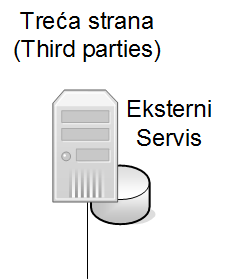 Treća strana
(Third parties)
Eksterni
Servis